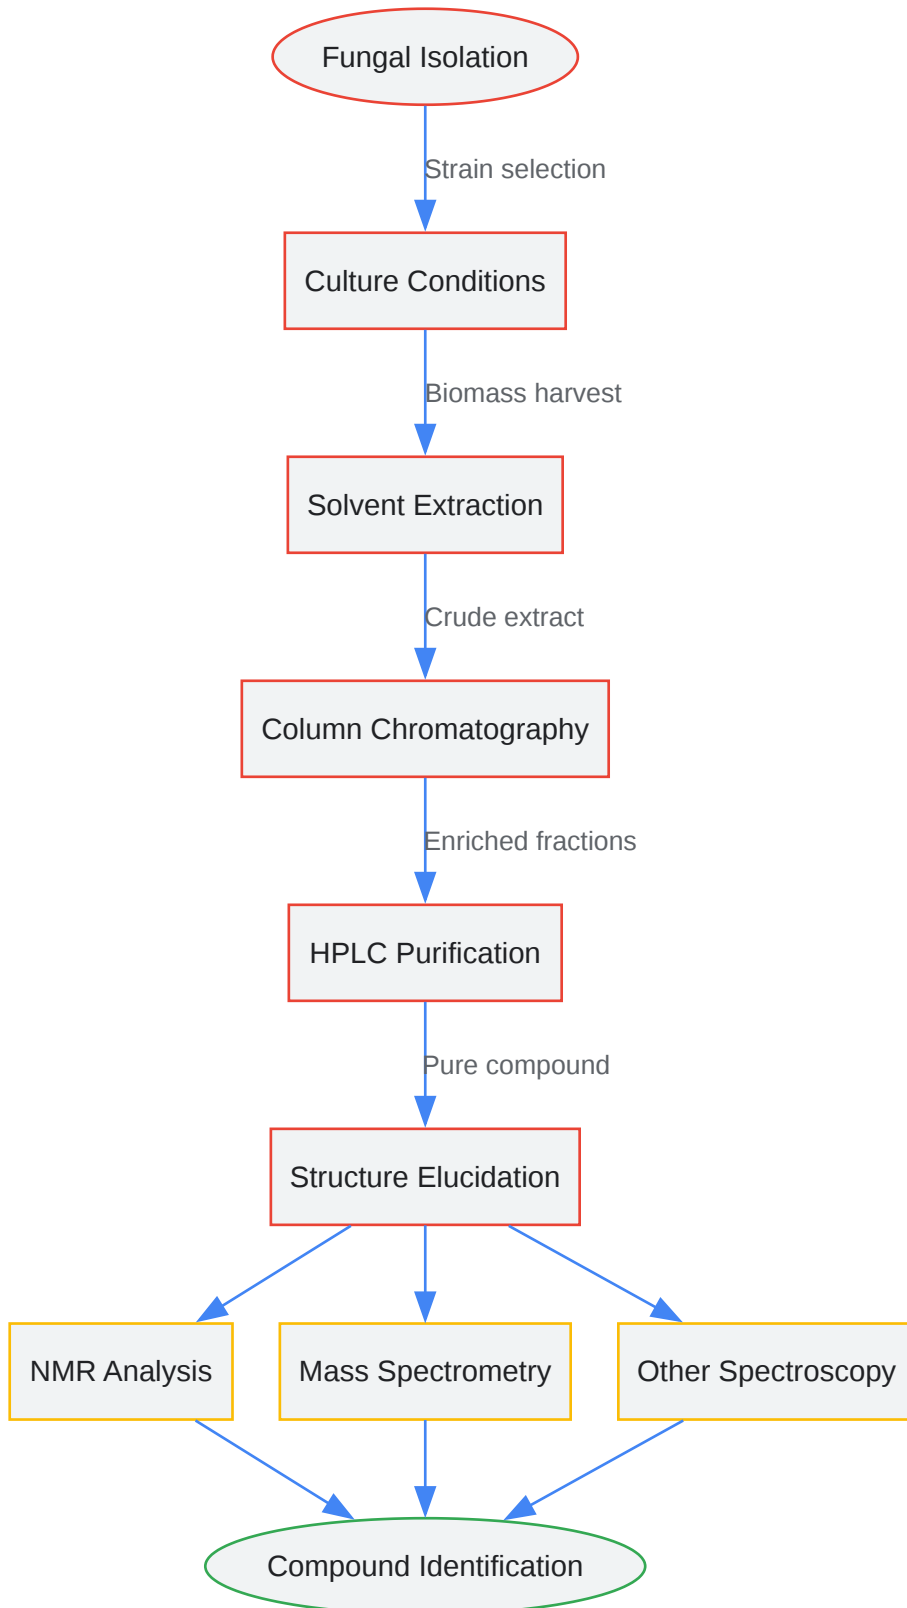 Fungal Isolation
Strain selection
Culture Conditions
Biomass harvest
Solvent Extraction
Crude extract
Column Chromatography
Enriched fractions
HPLC Purification
Pure compound
Structure Elucidation
NMR Analysis
Mass Spectrometry
Other Spectroscopy
Compound Identification